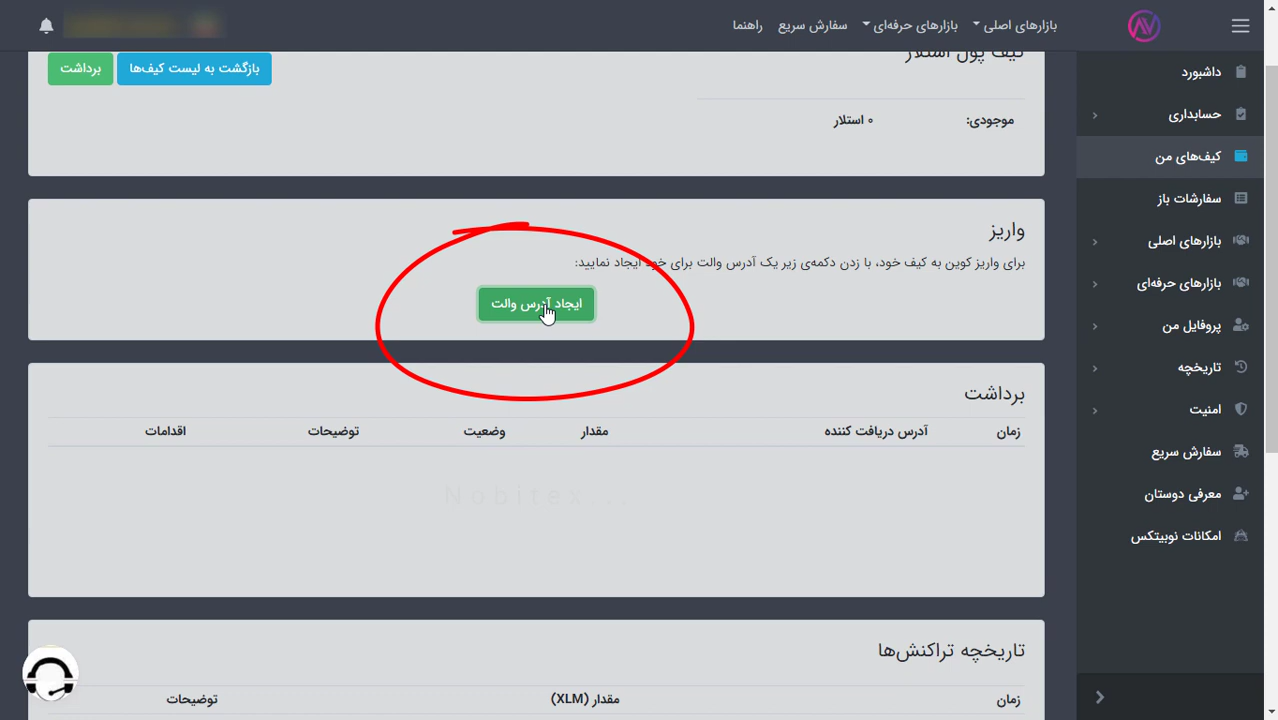 بازارهای اصلی
بازارهای حرفه‌ای
سفارش سریع
راهنما
داشبورد
حسابداری
کیف‌های من
سفارشات باز
بازارهای اصلی
بازارهای حرفه‌ای
پروفایل من
تاریخچه
امنیت
سفارش سریع
معرفی دوستان
امکانات نوبیتکس
کیف پول استلار
بازگشت به لیست کیف‌ها
برداشت
موجودی: ۰ استلار
واریز
برای واریز کوین به کیف خود، با زدن دکمه‌ی زیر یک آدرس والت برای خود ایجاد نمایید:
ایجاد آدرس والت
برداشت
زمان آدرس دریافت کننده مقدار وضعیت توضیحات اقدامات
Nobitex ..
تاریخچه تراکنش‌ها
زمان مقدار (XLM) توضیحات